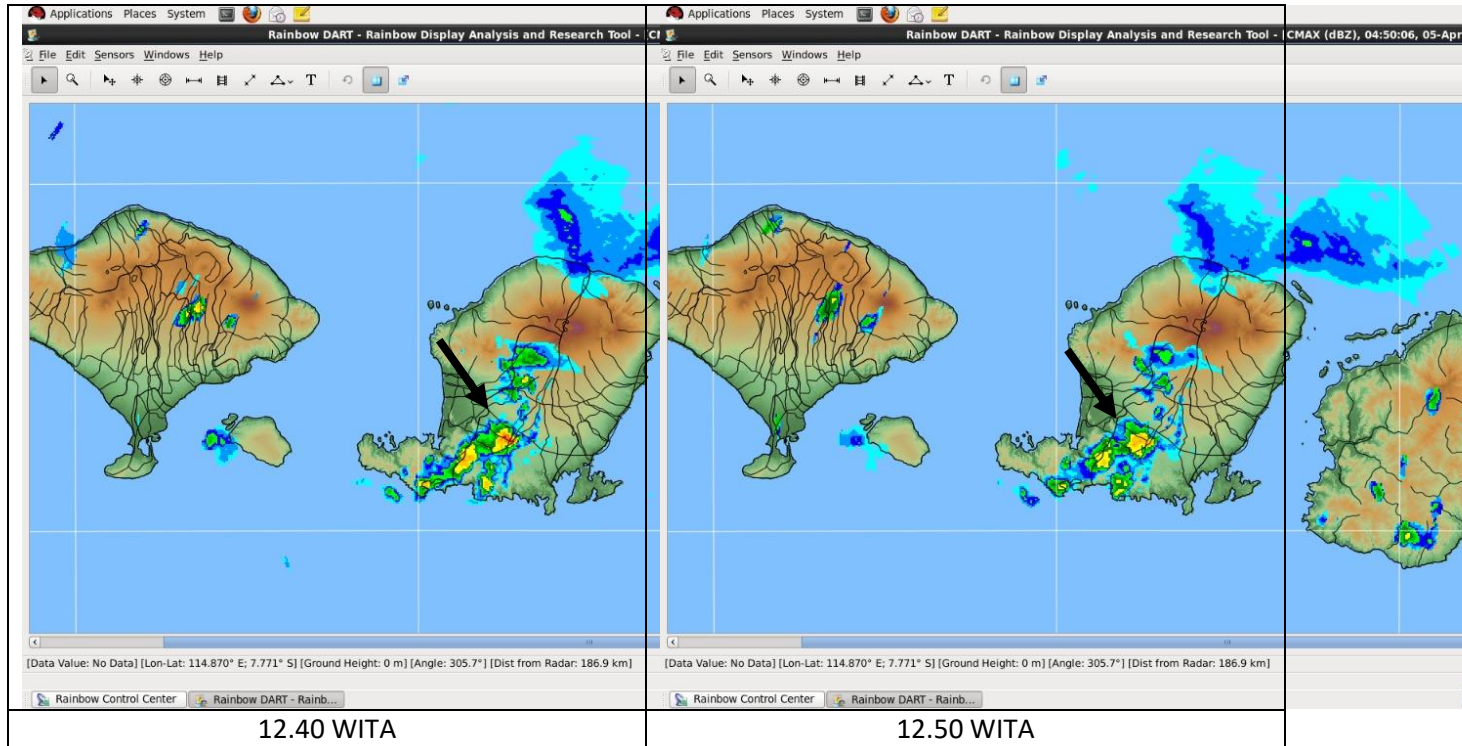 Applications Places System
Rainbow DART - Rainbow Display Analysis and Research Tool -
File Edit Sensors Windows Help
T
[Data Value: No Data] [Lon-Lat: 114.870° E; 7.771° S] [Ground Height: 0 m] [Angle: 305.7°] [Dist from Radar: 186.9 km]
Rainbow Control Center
Rainbow DART - Rainb...
12.40 WITA
Applications Places System
Rainbow DART - Rainbow Display Analysis and Research Tool - CMAX (dBZ), 04:50:06, 05-Apr
File Edit Sensors Windows Help
T
[Data Value: No Data] [Lon-Lat: 114.870° E; 7.771° S] [Ground Height: 0 m] [Angle: 305.7°] [Dist from Radar: 186.9 km]
Rainbow Control Center
Rainbow DART - Rainb...
12.50 WITA